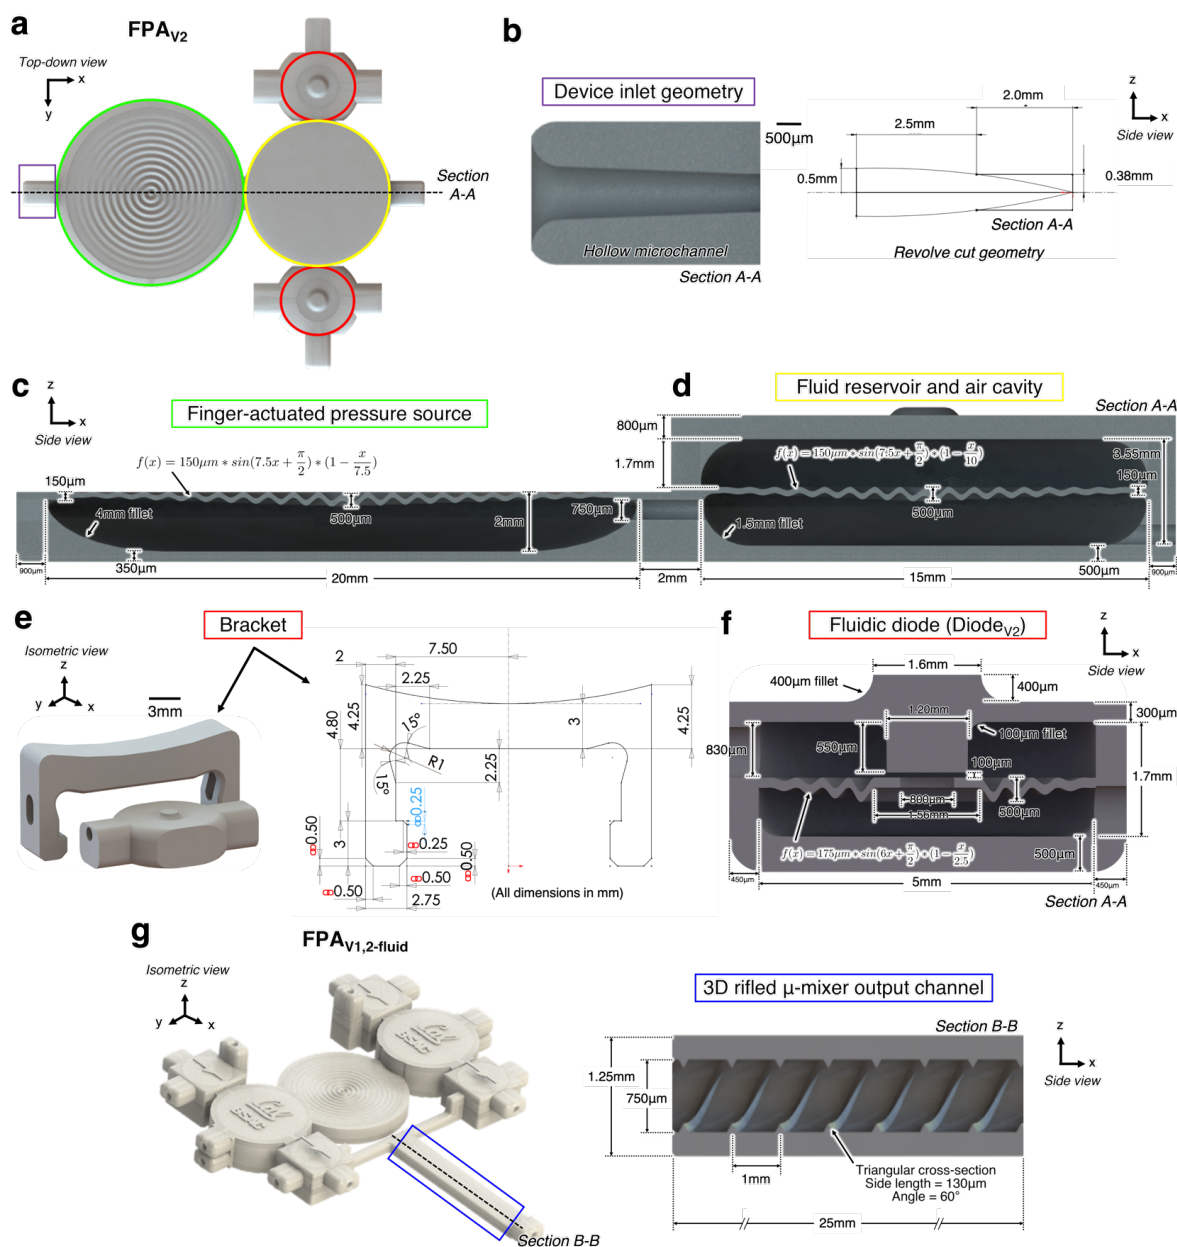 a
FPAV2
Top-down view
x
y
Section
A-A
b
Device inlet geometry
500µm
Hollow microchannel
Section A-A
z
x
Side view
2.0mm
2.5mm
0.5mm
0.38mm
Section A-A
Revolve cut geometry
c
z
x
Side view
Finger-actuated pressure source
f(x) = 150µm * sin(7.5x + π/2) * (1 − x/7.5)
150µm
4mm fillet
500µm
2mm
750µm
350µm
900µm
20mm
2mm
d
Fluid reservoir and air cavity
Section A-A
800µm
1.7mm
f(x) = 150µm * sin(7.5x + π/2) * (1 − x/10)
3.55mm
150µm
500µm
1.5mm fillet
500µm
900µm
15mm
e
Bracket
Isometric view
z
y
x
3mm
7.50
2
2.25
4.80
4.25
15°
3
4.25
R1
2.25
15°
0.25
0.50
3
0.25
0.50
0.50
0.50
2.75
(All dimensions in mm)
f
Fluidic diode (DiodeV2)
z
x
Side view
1.6mm
400µm fillet
400µm
300µm
1.20mm
100µm fillet
830µm
550µm
100µm
1.7mm
800µm
500µm
1.56mm
f(x) = 175µm * sin(6x + π/2) * (1 − x/2.5)
500µm
450µm
5mm
450µm
Section A-A
g
FPAV1,2-fluid
Isometric view
z
y
x
Cal
BSAC
Cal
BSAC
Section B-B
3D rifled µ-mixer output channel
Section B-B
z
x
Side view
1.25mm
750µm
1mm
Triangular cross-section
Side length = 130µm
Angle = 60°
25mm